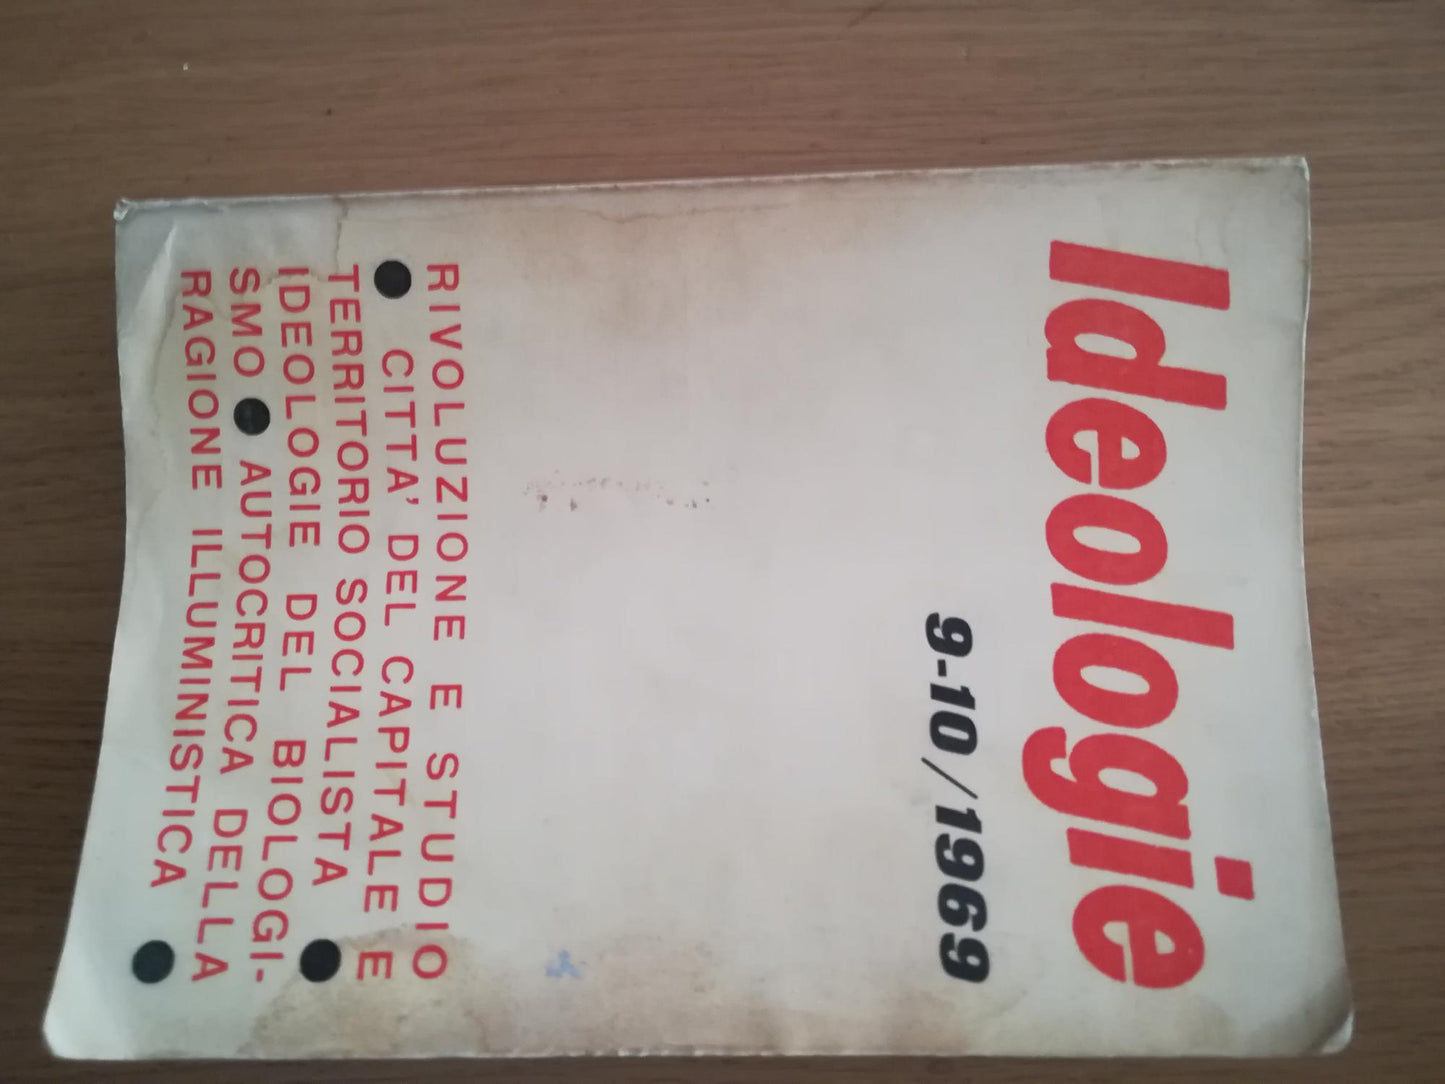 Ideologie
9-10/1969
RIVOLUZIONE E STUDIO
● CITTA' DEL CAPITALE E
TERRITORIO SOCIALISTA ●
IDEOLOGIE DEL BIOLOGI-
SMO ● AUTOCRITICA DELLA
RAGIONE ILLUMINISTICA ●